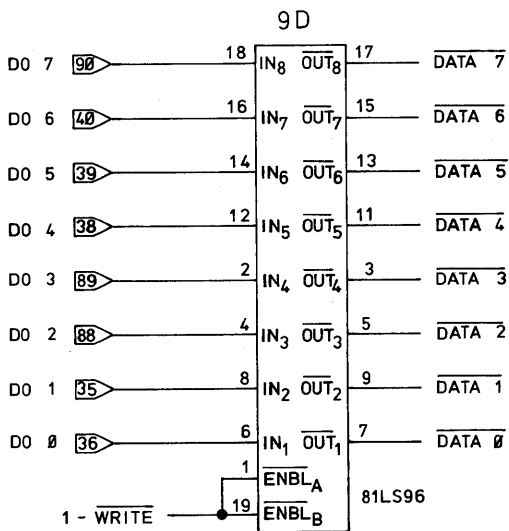 9D
DO 7 90 18 IN8 OUT8 17 DATA 7
DO 6 40 16 IN7 OUT7 15 DATA 6
DO 5 39 14 IN6 OUT6 13 DATA 5
DO 4 38 12 IN5 OUT5 11 DATA 4
DO 3 89 2 IN4 OUT4 3 DATA 3
DO 2 88 4 IN3 OUT3 5 DATA 2
DO 1 35 8 IN2 OUT2 9 DATA 1
DO 0 36 6 IN1 OUT1 7 DATA 0
1 ENBLA
1 - WRITE 19 ENBLB
81LS96